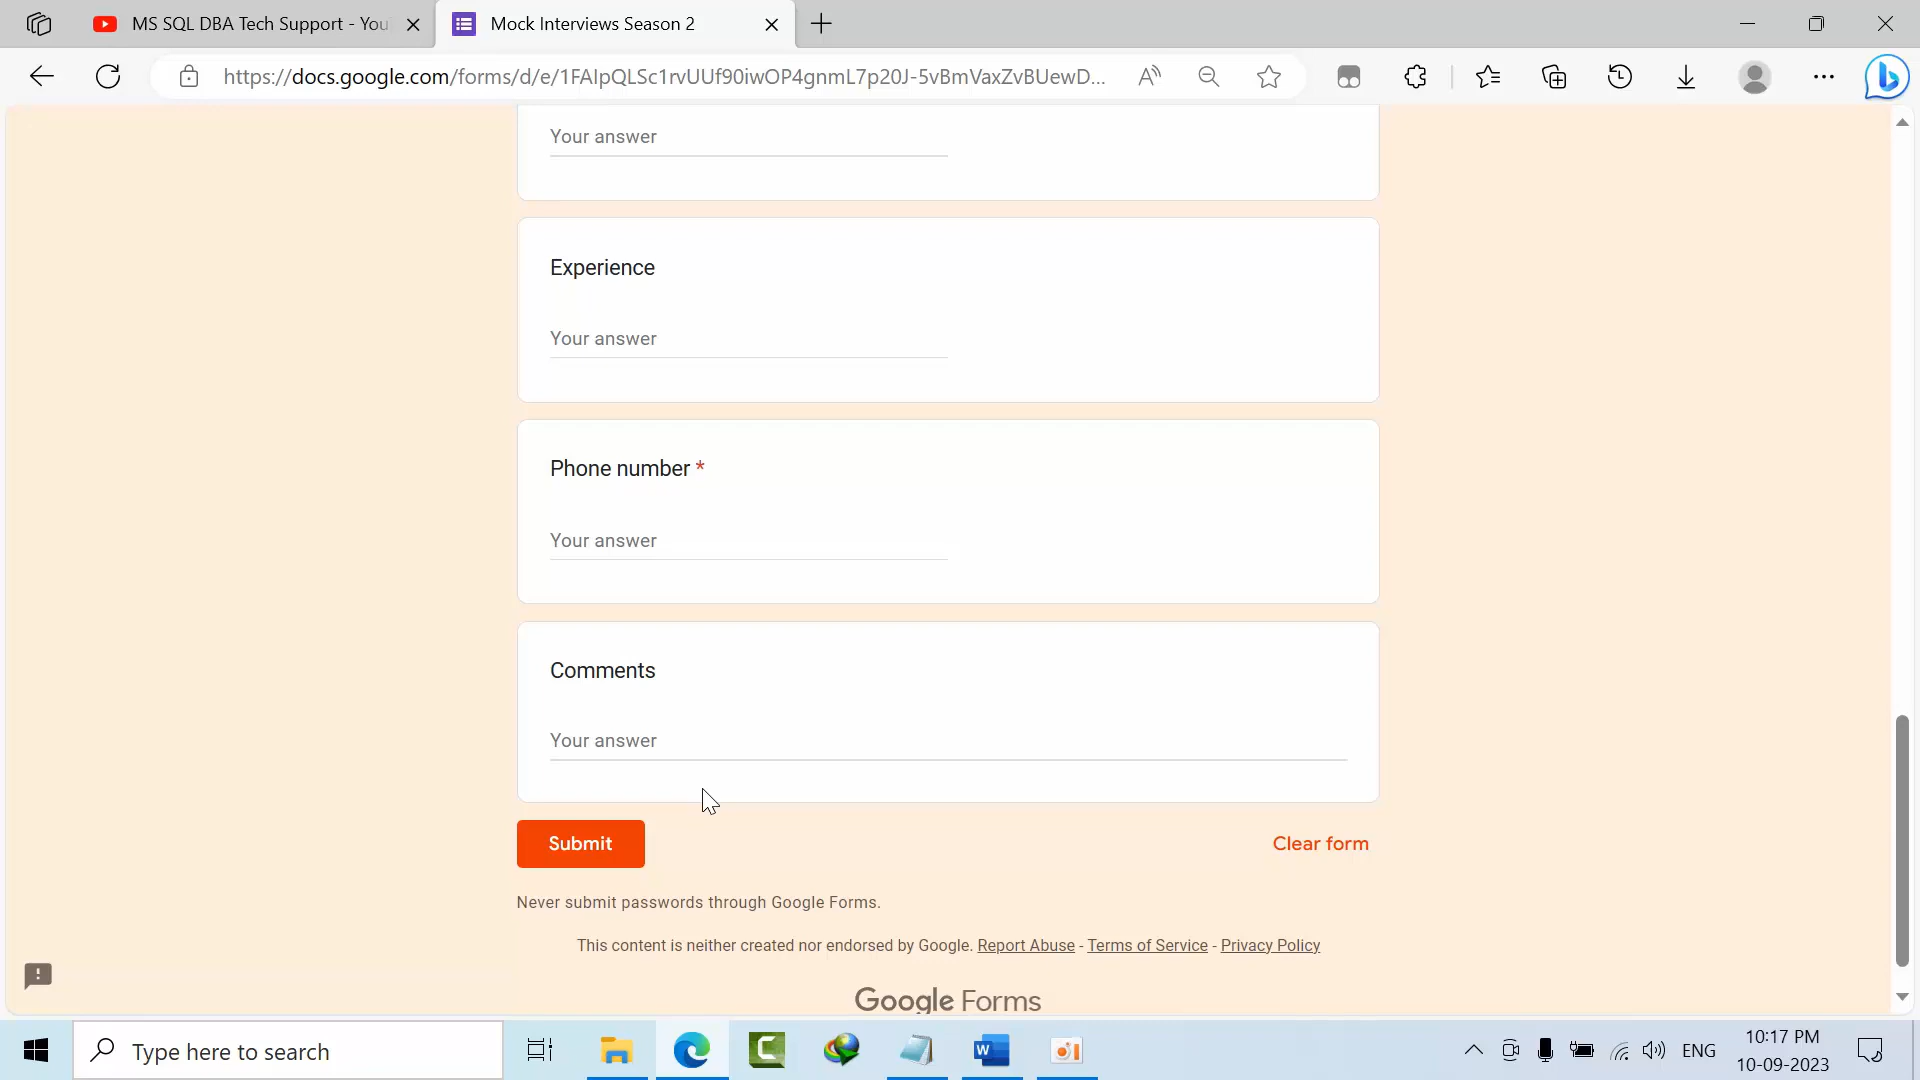 MS SQL DBA Tech Support - You
Mock Interviews Season 2
https://docs.google.com/forms/d/e/1FAIpQLSc1rvUUf90iwOP4gnmL7p20J-5vBmVaxZvBUewD...
Your answer
Experience
Your answer
Phone number *
Your answer
Comments
Your answer
Submit
Clear form
Never submit passwords through Google Forms.
This content is neither created nor endorsed by Google. Report Abuse - Terms of Service - Privacy Policy
Google Forms
Type here to search
ENG
10:17 PM
10-09-2023